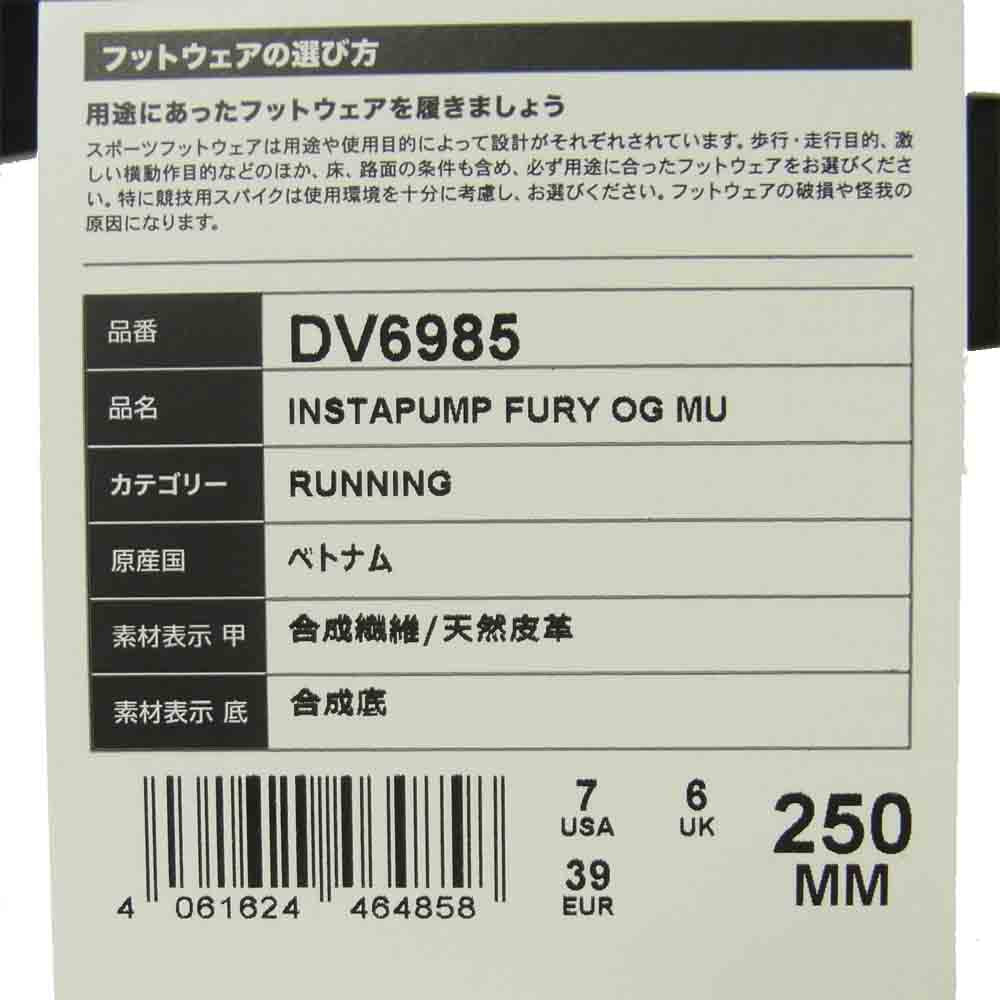 フットウェアの選び方
用途にあったフットウェアを履きましょう
スポーツフットウェアは用途や使用目的によって設計がそれぞれされています。歩行・走行目的、激
しい横動作目的などのほか、床、路面の条件も含め、必ず用途に合ったフットウェアをお選びくださ
い。特に競技用スパイクは使用環境を十分に考慮し、お選びください。フットウェアの破損や怪我の
原因になります。
品番 DV6985
品名 INSTAPUMP FURY OG MU
カテゴリー RUNNING
原産国 ベトナム
素材表示 甲 合成繊維/天然皮革
素材表示 底 合成底
7 6 250
USA UK MM
39
EUR
4 061624 464858